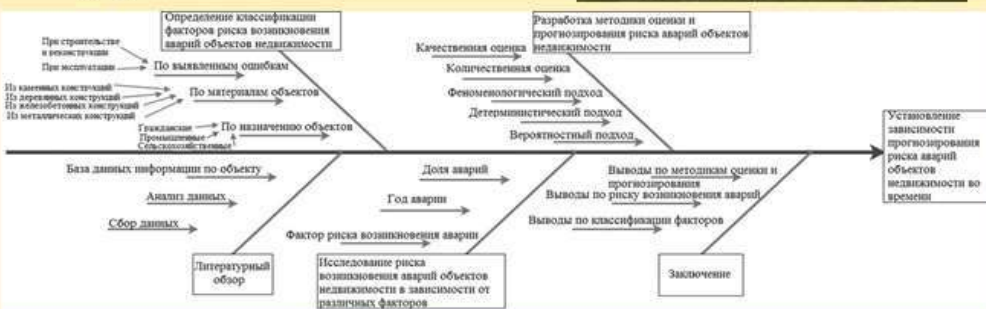 Определение классификации
факторов риска возникновения
аварий объектов недвижимости
При строительстве
и реконструкции
При эксплуатации
По выявленным ошибкам
Из каменных конструкций
Из деревянных конструкций
Из железобетонных конструкций
Из металлических конструкций
По материалам объектов
Гражданские
Промышленные
Сельскохозяйственные
По назначению объектов
Разработка методики оценки и
прогнозирования риска аварий объектов
недвижимости
Качественная оценка
Количественная оценка
Феноменологический подход
Детерминистический подход
Вероятностный подход
Установление
зависимости
прогнозирования
риска аварий
объектов
недвижимости во
времени
База данных информации по объекту
Анализ данных
Сбор данных
Литературный
обзор
Доля аварий
Год аварии
Фактор риска возникновения аварии
Исследование риска
возникновения аварий объектов
недвижимости в зависимости от
различных факторов
Выводы по методикам оценки и
прогнозирования
Выводы по риску возникновения аварий
Выводы по классификации факторов
Заключение